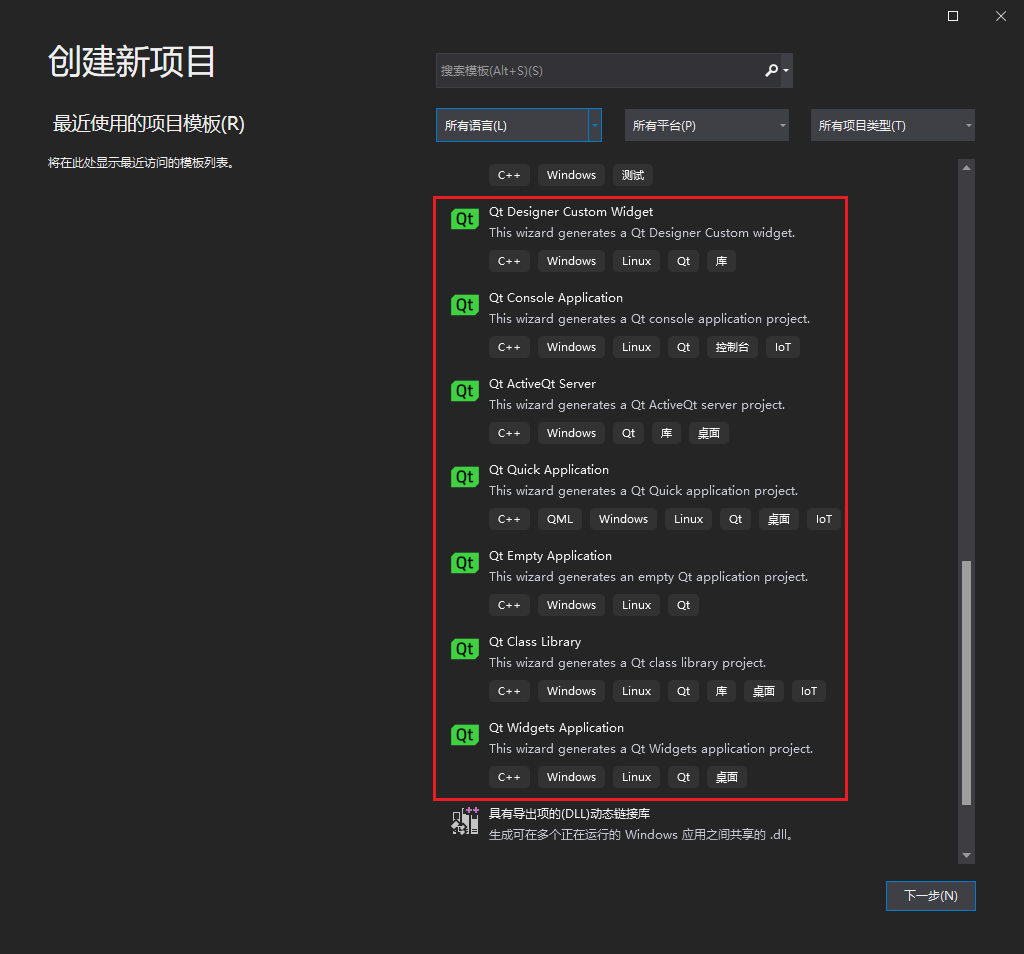 创建新项目
最近使用的项目模板(R)
将在此处显示最近访问的模板列表。
搜索模板(Alt+S)(S)
所有语言(L) 所有平台(P) 所有项目类型(T)
C++ Windows 测试
Qt Qt Designer Custom Widget
This wizard generates a Qt Designer Custom widget.
C++ Windows Linux Qt 库
Qt Qt Console Application
This wizard generates a Qt console application project.
C++ Windows Linux Qt 控制台 IoT
Qt Qt ActiveQt Server
This wizard generates a Qt ActiveQt server project.
C++ Windows Qt 库 桌面
Qt Qt Quick Application
This wizard generates a Qt Quick application project.
C++ QML Windows Linux Qt 桌面 IoT
Qt Qt Empty Application
This wizard generates an empty Qt application project.
C++ Windows Linux Qt
Qt Qt Class Library
This wizard generates a Qt class library project.
C++ Windows Linux Qt 库 桌面 IoT
Qt Qt Widgets Application
This wizard generates a Qt Widgets application project.
C++ Windows Linux Qt 桌面
具有导出项的(DLL)动态链接库
生成可在多个正在运行的 Windows 应用之间共享的 .dll。
下一步(N)